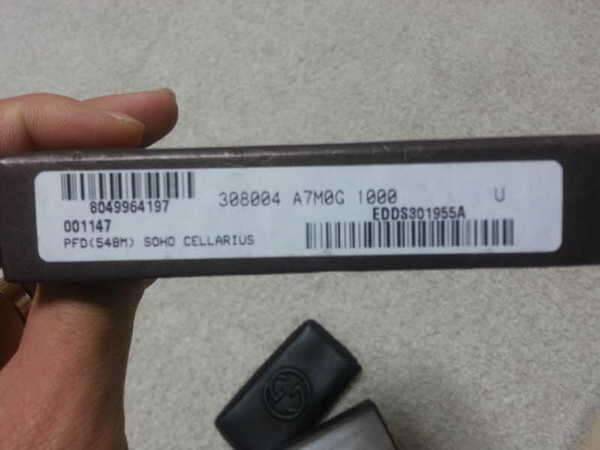 308004 A7M0G 1000 U
8049964197
EDDS301955A
001147
PFD(548M) SOHO CELLARIUS